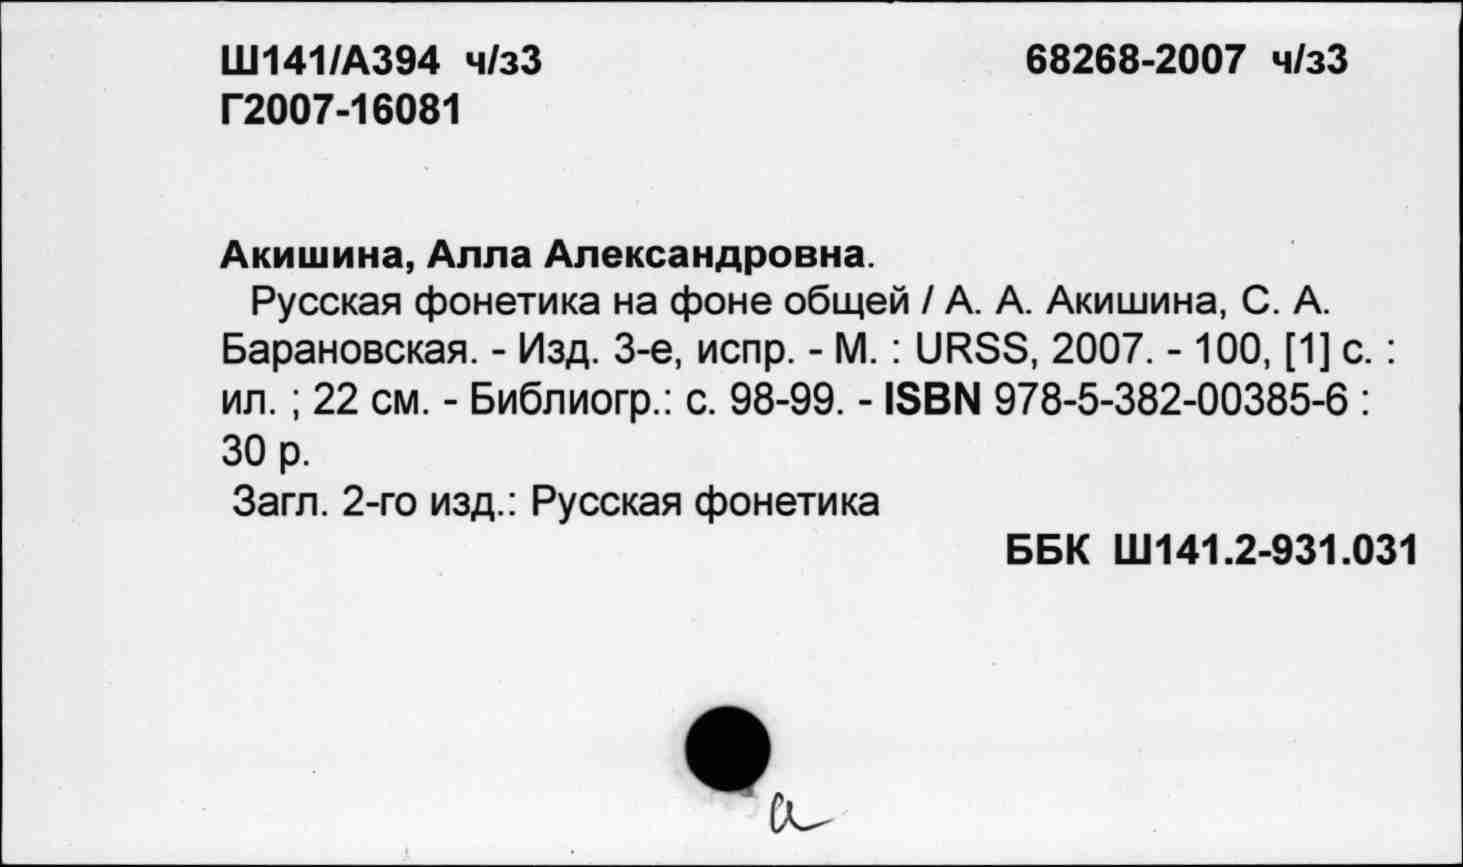 Ш141/А394 ч/з3 68268-2007 ч/з3
Г2007-16081
Акишина, Алла Александровна.
Русская фонетика на фоне общей / А. А. Акишина, С. А.
Барановская. - Изд. 3-е, испр. - М. : URSS, 2007. - 100, [1] с. :
ил. ; 22 см. - Библиогр.: с. 98-99. - ISBN 978-5-382-00385-6 :
30 р.
Загл. 2-го изд.: Русская фонетика
ББК Ш141.2-931.031
а